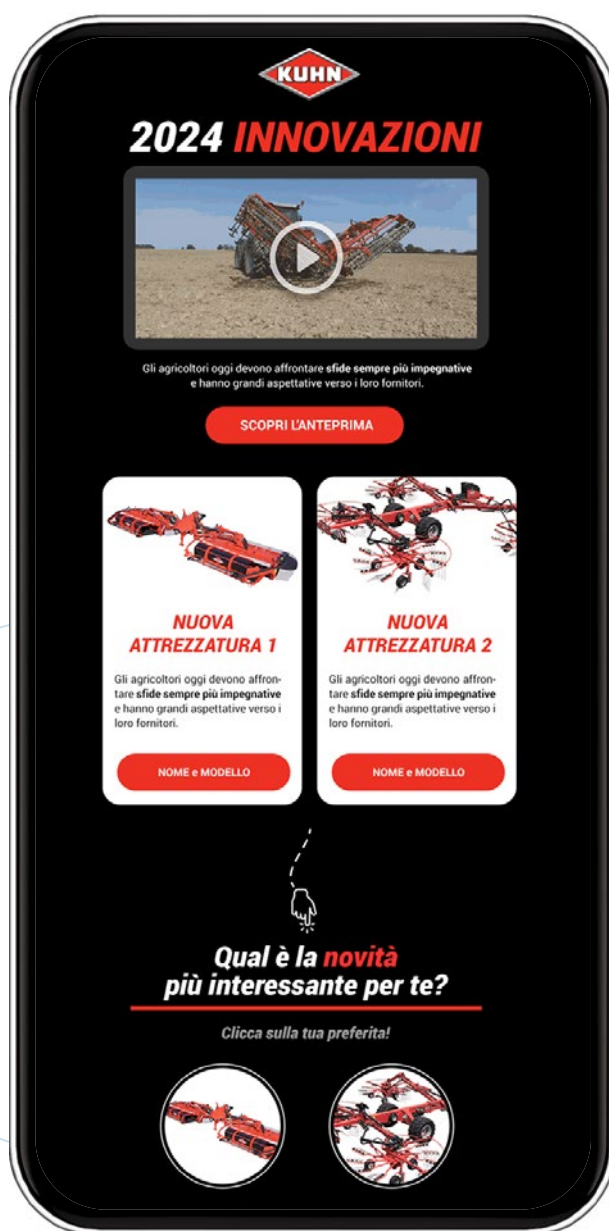 KUHN
2024 INNOVAZIONI
Gli agricoltori oggi devono affrontare sfide sempre più impegnative
e hanno grandi aspettative verso i loro fornitori.
SCOPRI L'ANTEPRIMA
NUOVA
ATTREZZATURA 1
Gli agricoltori oggi devono affron-
tare sfide sempre più impegnative
e hanno grandi aspettative verso i
loro fornitori.
NOME e MODELLO
NUOVA
ATTREZZATURA 2
Gli agricoltori oggi devono affron-
tare sfide sempre più impegnative
e hanno grandi aspettative verso i
loro fornitori.
NOME e MODELLO
Qual è la novità
più interessante per te?
Clicca sulla tua preferita!